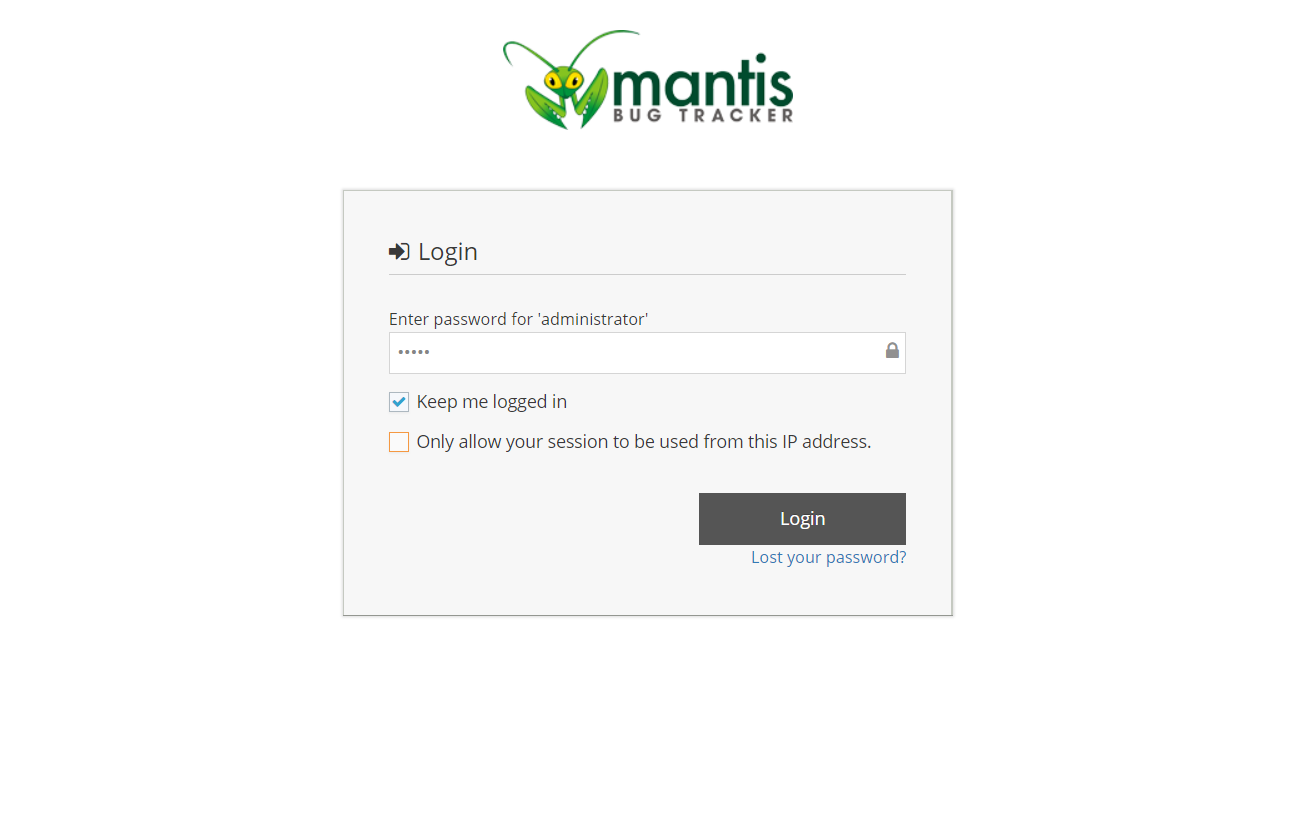 mantis
BUG TRACKER
Login
Enter password for 'administrator'
•••••
Keep me logged in
Only allow your session to be used from this IP address.
Login
Lost your password?